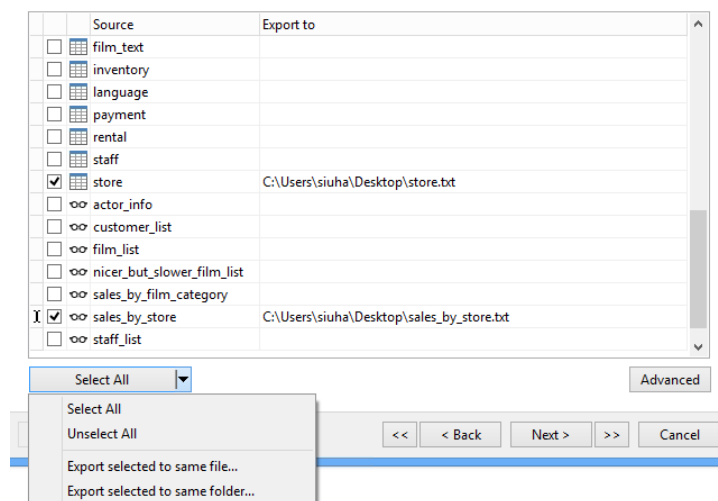 Source Export to
film_text
inventory
language
payment
rental
staff
store C:\Users\siuha\Desktop\store.txt
actor_info
customer_list
film_list
nicer_but_slower_film_list
sales_by_film_category
sales_by_store C:\Users\siuha\Desktop\sales_by_store.txt
staff_list
Select All Advanced
Select All
Unselect All
<< < Back Next > >> Cancel
Export selected to same file...
Export selected to same folder...